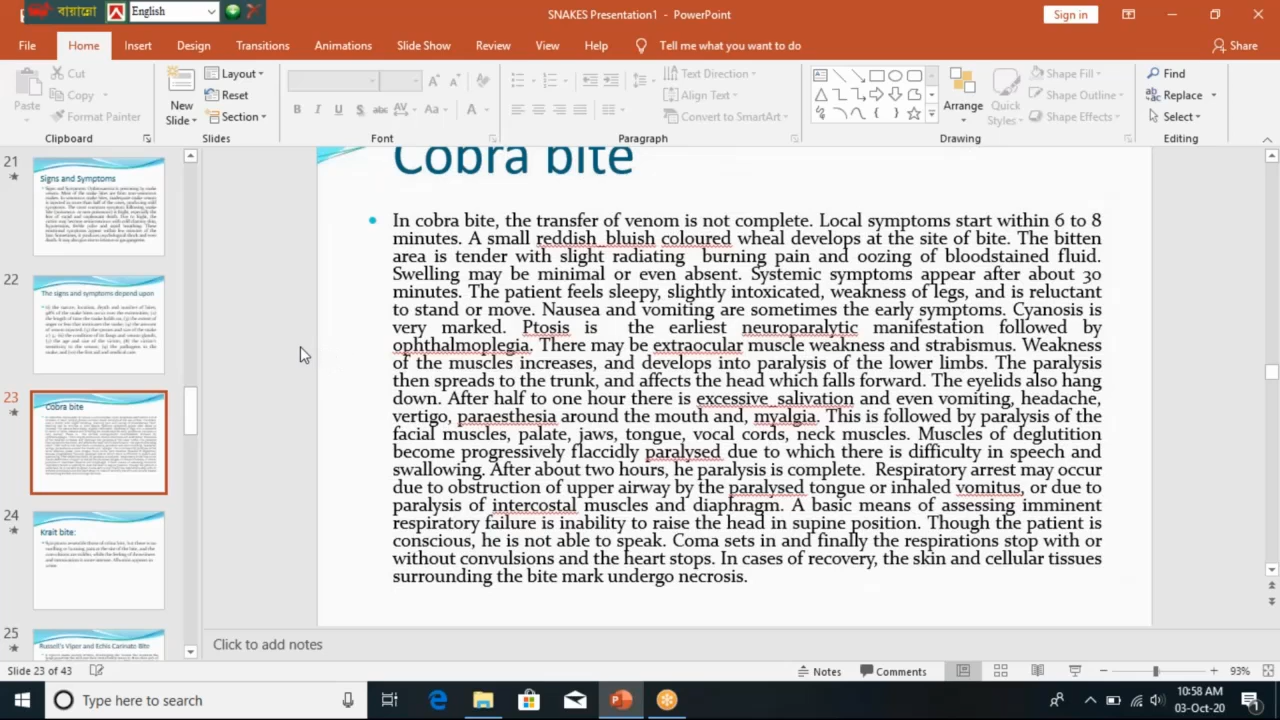 বায়ান্নো
English
SNAKES Presentation1 - PowerPoint
Sign in
File
Home
Insert
Design
Transitions
Animations
Slide Show
Review
View
Help
Tell me what you want to do
Share
Paste
Cut
Copy
Format Painter
Clipboard
New
Slide
Layout
Reset
Section
Slides
Font
Text Direction
Align Text
Convert to SmartArt
Paragraph
Arrange
Quick
Styles
Shape Fill
Shape Outline
Shape Effects
Drawing
Find
Replace
Select
Editing
21
Signs and Symptoms
22
The signs and symptoms depend upon
23
Cobra bite
24
Krait bite:
25
Russell's Viper and Echis Carinate Bite
Cobra bite
In cobra bite, the transfer of venom is not complete. Local symptoms start within 6 to 8
minutes. A small reddish bluish coloured wheal develops at the site of bite. The bitten
area is tender with slight radiating burning pain and oozing of bloodstained fluid.
Swelling may be minimal or even absent. Systemic symptoms appear after about 30
minutes. The patient feels sleepy, slightly intoxicated, weakness of legs, and is reluctant
to stand or move. Nausea and vomiting are sometimes the early symptoms. Cyanosis is
very marked. Ptosis is the earliest neuroparalytic manifestation followed by
ophthalmoplegia. There may be extraocular muscle weakness and strabismus. Weakness
of the muscles increases, and develops into paralysis of the lower limbs. The paralysis
then spreads to the trunk, and affects the head which falls forward. The eyelids also hang
down. After half to one hour there is excessive salivation and even vomiting, headache,
vertigo, paraesthesia around the mouth and myalgia. This is followed by paralysis of the
facial muscles, palate, jaws, tongue, vocal cords, neck muscles. Muscles of deglutition
become progressively flaccidly paralysed due to which there is difficulty in speech and
swallowing. After about two hours, he paralysis is complete. Respiratory arrest may occur
due to obstruction of upper airway by the paralysed tongue or inhaled vomitus, or due to
paralysis of intercostal muscles and diaphragm. A basic means of assessing imminent
respiratory failure is inability to raise the head in supine position. Though the patient is
conscious, he is not able to speak. Coma sets in and finally the respirations stop with or
without convulsions and the heart stops. In cases of recovery, the skin and cellular tissues
surrounding the bite mark undergo necrosis.
Click to add notes
Slide 23 of 43
Notes
Comments
93%
Type here to search
10:58 AM
03-Oct-20